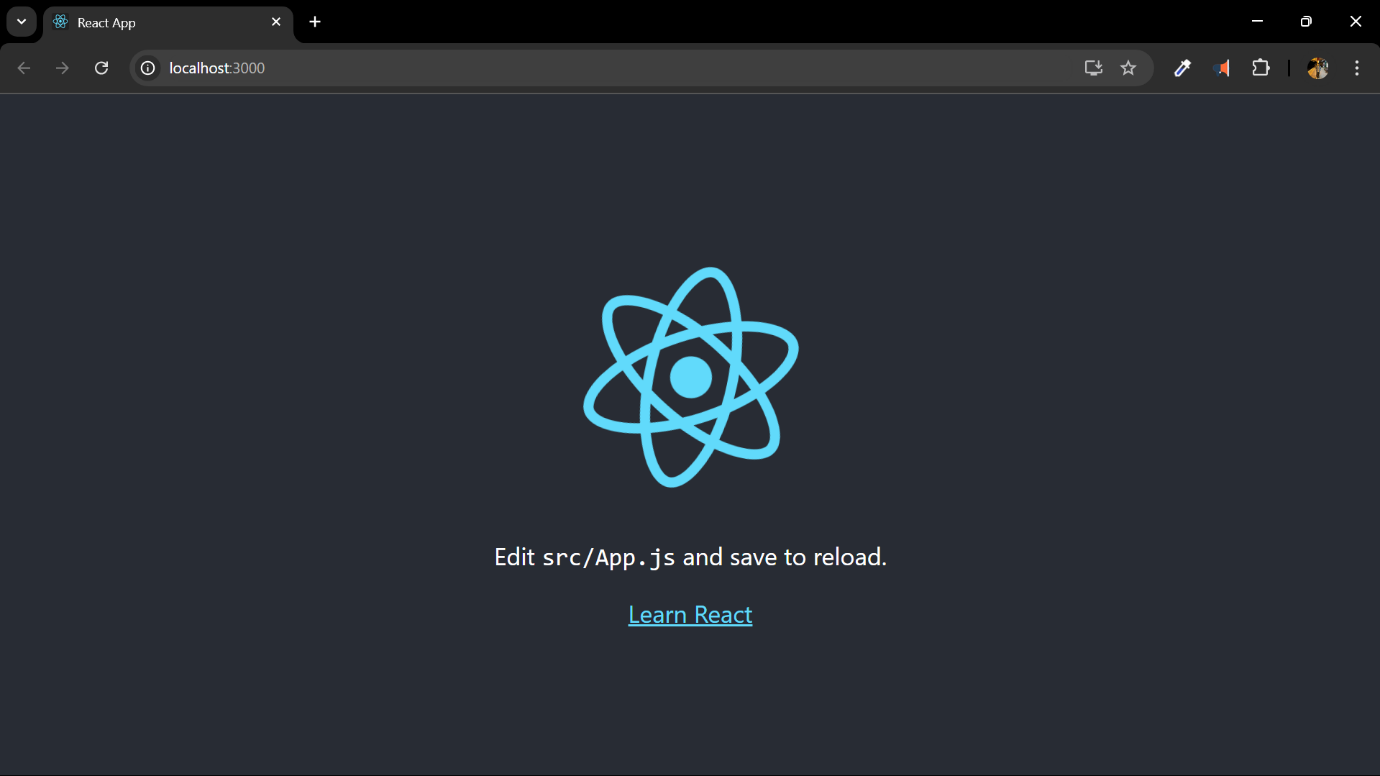 React App
localhost:3000
Edit src/App.js and save to reload.
Learn React